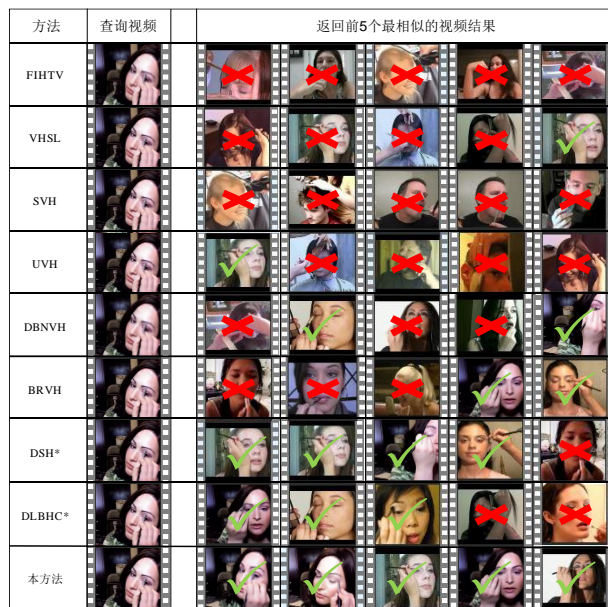 方法 查询视频 返回前5个最相似的视频结果
FIHTV
VHSL
SVH
UVH
DBNVH
BRVH
DSH*
DLBHC*
本方法